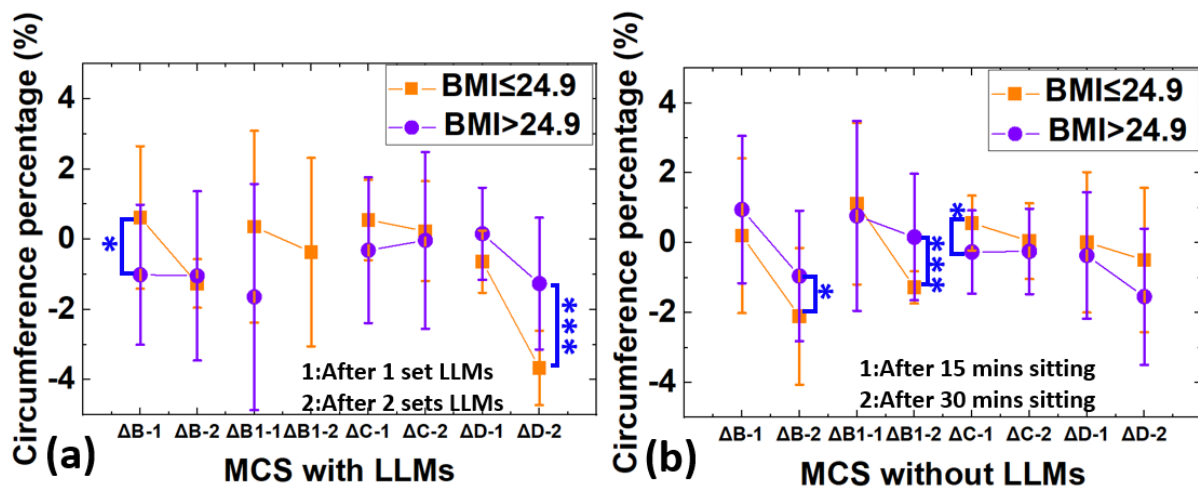 Circumference percentage (%)
4
2
0
-2
-4
BMI≤24.9
BMI>24.9
*
***
1:After 1 set LLMs
2:After 2 sets LLMs
ΔB-1 ΔB-2 ΔB1-1 ΔB1-2 ΔC-1 ΔC-2 ΔD-1 ΔD-2
(a)
MCS with LLMs
Circumference percentage (%)
4
2
0
-2
-4
BMI≤24.9
BMI>24.9
*
***
*
1:After 15 mins sitting
2:After 30 mins sitting
ΔB-1 ΔB-2 ΔB1-1 ΔB1-2 ΔC-1 ΔC-2 ΔD-1 ΔD-2
(b)
MCS without LLMs